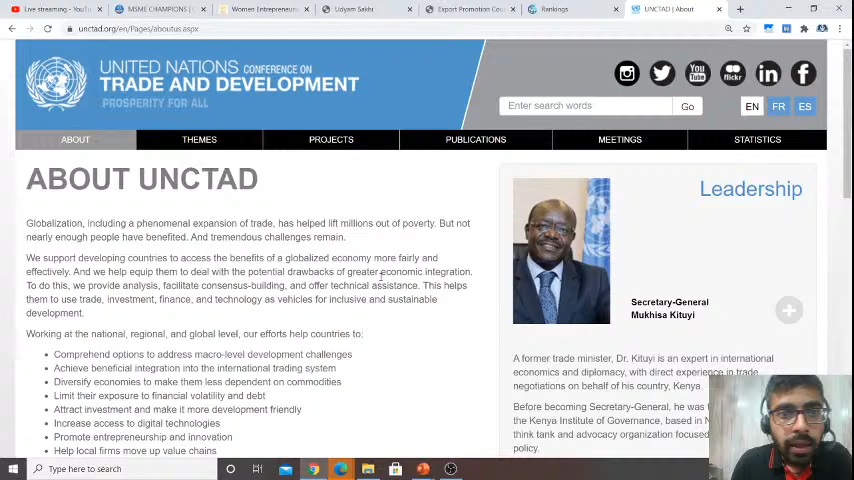 Live streaming - YouT
MSME CHAMPIONS
Women Entrepreneurs
Udyam Sakhi
Export Promotion Cou
Rankings
UNCTAD | About
unctag.org/en/Pages/aboutus.aspx
UNITED NATIONS CONFERENCE ON
TRADE AND DEVELOPMENT
PROSPERITY FOR ALL
You
Tube
flickr
in
f
Enter search words
Go
EN
FR
ES
ABOUT
THEMES
PROJECTS
PUBLICATIONS
MEETINGS
STATISTICS
ABOUT UNCTAD
Globalization, including a phenomenal expansion of trade, has helped lift millions out of poverty. But not
nearly enough people have benefited. And tremendous challenges remain.
We support developing countries to access the benefits of a globalized economy more fairly and
effectively. And we help equip them to deal with the potential drawbacks of greater economic integration.
To do this, we provide analysis, facilitate consensus-building, and offer technical assistance. This helps
them to use trade, investment, finance, and technology as vehicles for inclusive and sustainable
development.
Working at the national, regional, and global level, our efforts help countries to:
Comprehend options to address macro-level development challenges
Achieve beneficial integration into the international trading system
Diversify economies to make them less dependent on commodities
Limit their exposure to financial volatility and debt
Attract investment and make it more development friendly
Increase access to digital technologies
Promote entrepreneurship and innovation
Help local firms move up value chains
Leadership
Secretary-General
Mukhisa Kituyi
A former trade minister, Dr. Kituyi is an expert in international
economics and diplomacy, with direct experience in trade
negotiations on behalf of his country, Kenya.
Before becoming Secretary-General, he was
the Kenya Institute of Governance, based in
think tank and advocacy organization focused
policy.
Type here to search